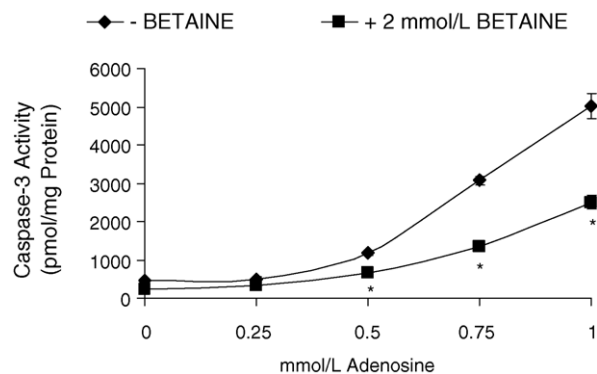 - BETAINE
+ 2 mmol/L BETAINE
6000
5000
4000
3000
2000
1000
0
Caspase-3 Activity
(pmol/mg Protein)
*
*
*
0 0.25 0.5 0.75 1
mmol/L Adenosine